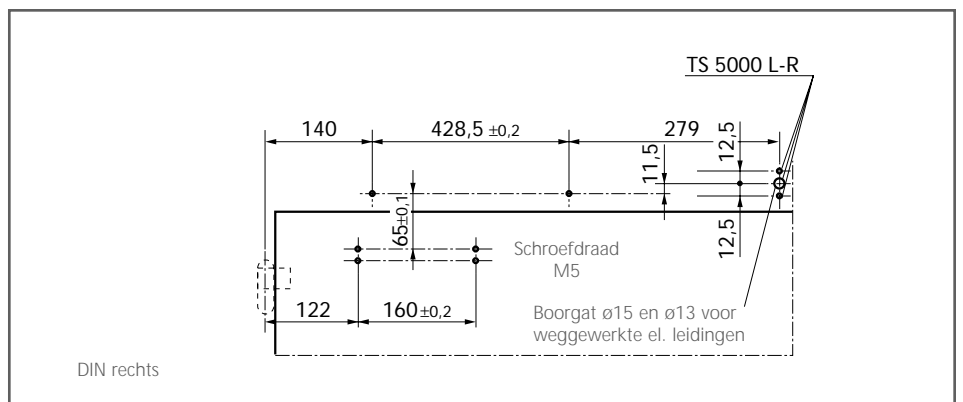 TS 5000 L-R
140
428,5 ±0,2
279
12,5
11,5
65±0,1
12,5
Schroefdraad
M5
122
160±0,2
Boorgat ø15 en ø13 voor
weggewerkte el. leidingen
DIN rechts